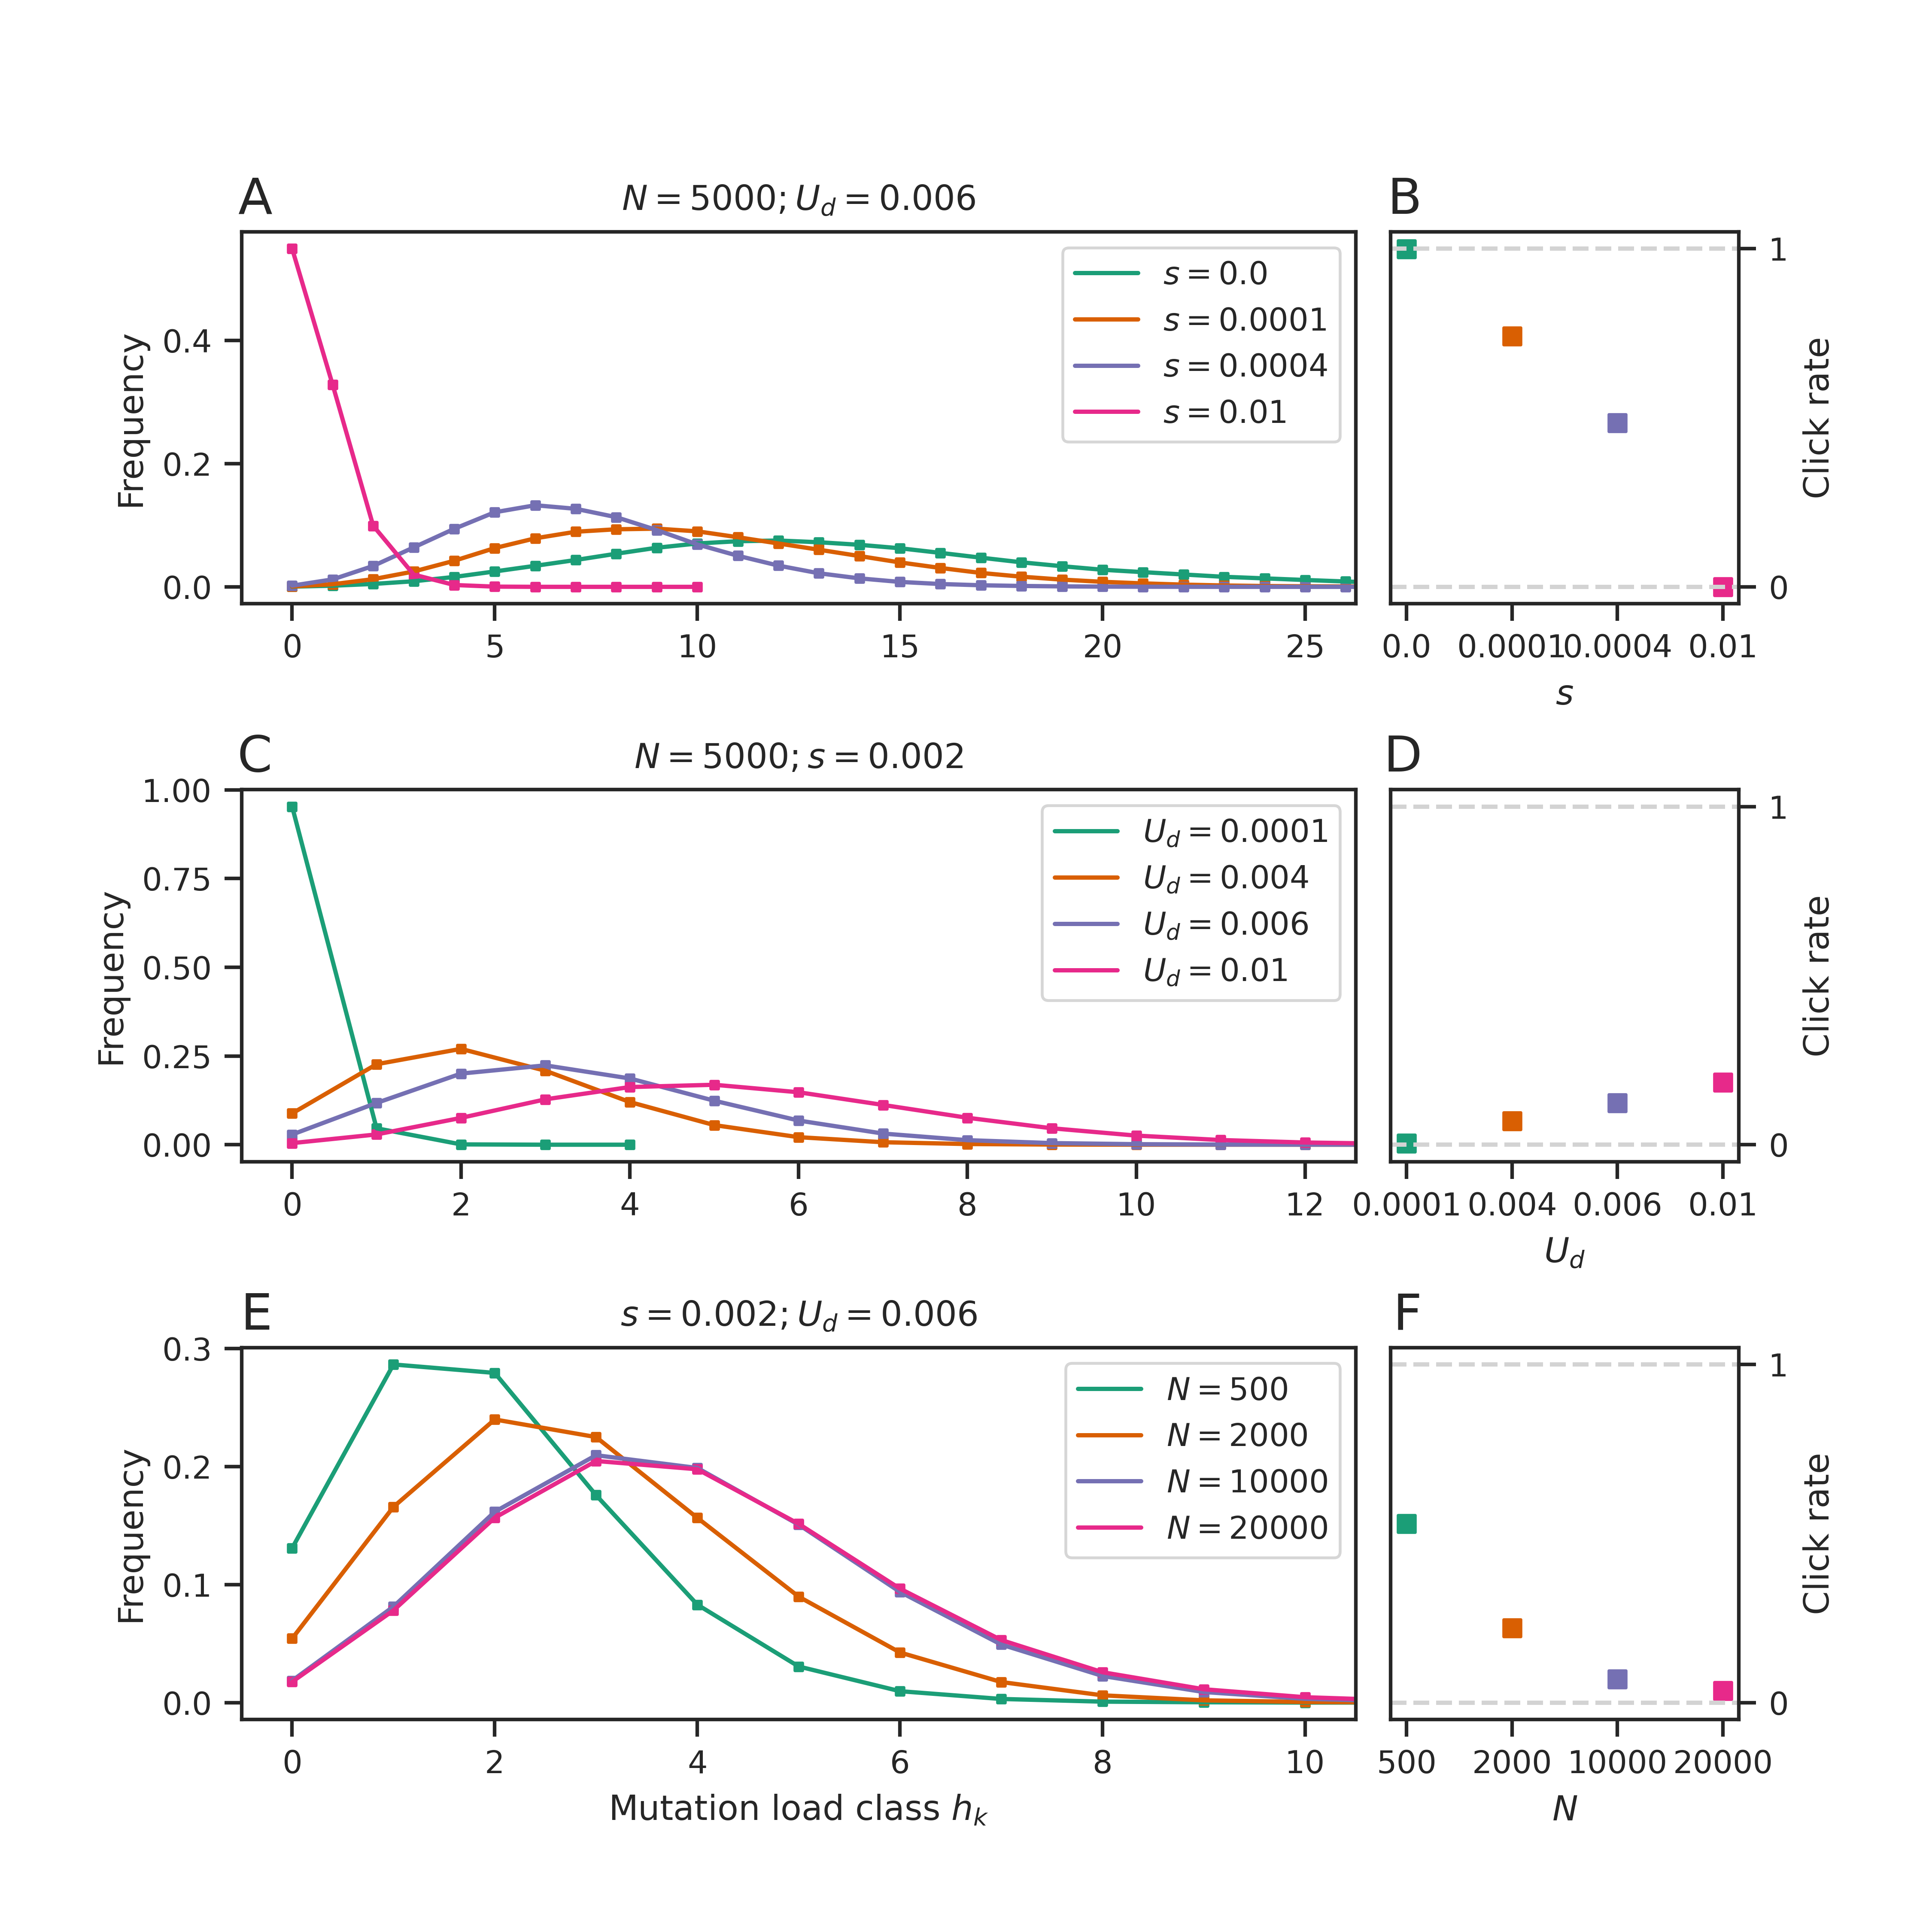 A
N = 5000; U_d = 0.006
B
Frequency
0.4
0.2
0.0
s = 0.0
s = 0.0001
s = 0.0004
s = 0.01
0 5 10 15 20 25
1
0
Click rate
0.0 0.0001 0.0004 0.01
s
C
N = 5000; s = 0.002
D
Frequency
1.00
0.75
0.50
0.25
0.00
U_d = 0.0001
U_d = 0.004
U_d = 0.006
U_d = 0.01
0 2 4 6 8 10 12
1
0
Click rate
0.0001 0.004 0.006 0.01
U_d
E
s = 0.002; U_d = 0.006
F
Frequency
0.3
0.2
0.1
0.0
N = 500
N = 2000
N = 10000
N = 20000
0 2 4 6 8 10
Mutation load class h_k
1
0
Click rate
500 2000 10000 20000
N